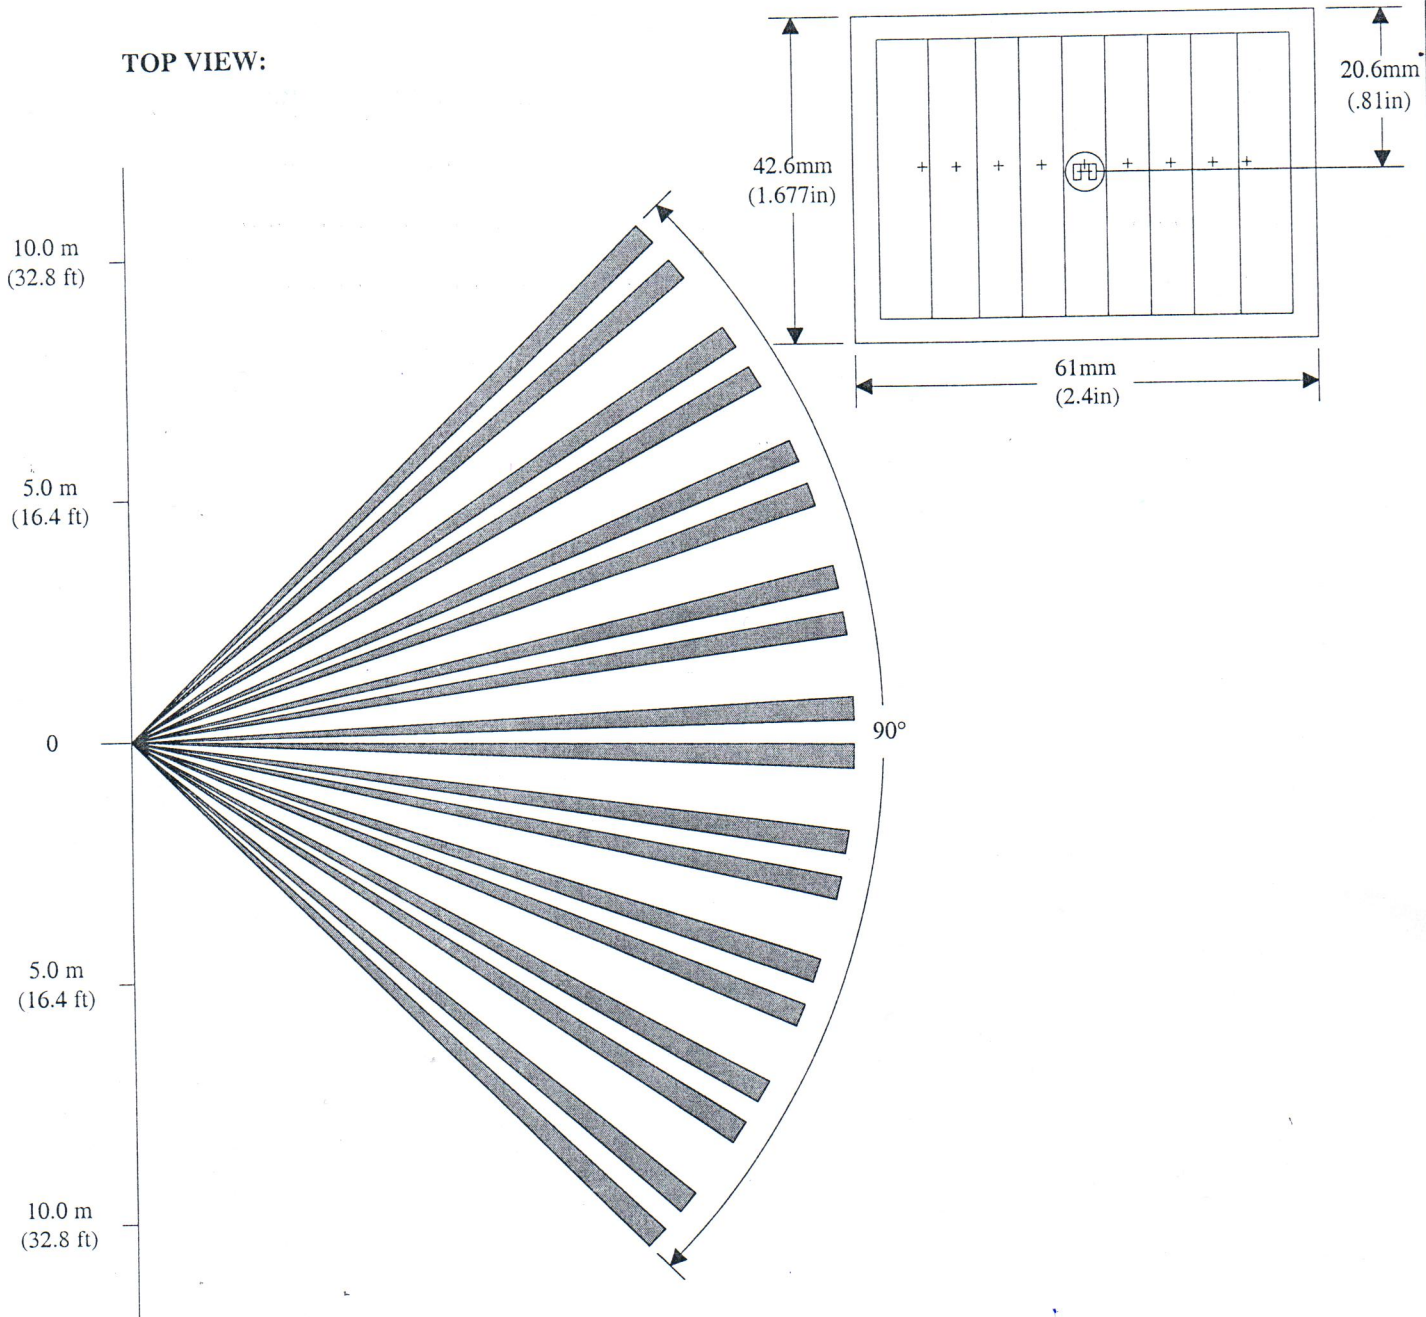 TOP VIEW:
20.6mm
(.81in)
42.6mm
(1.677in)
61mm
(2.4in)
10.0 m
(32.8 ft)
5.0 m
(16.4 ft)
0
90°
5.0 m
(16.4 ft)
10.0 m
(32.8 ft)